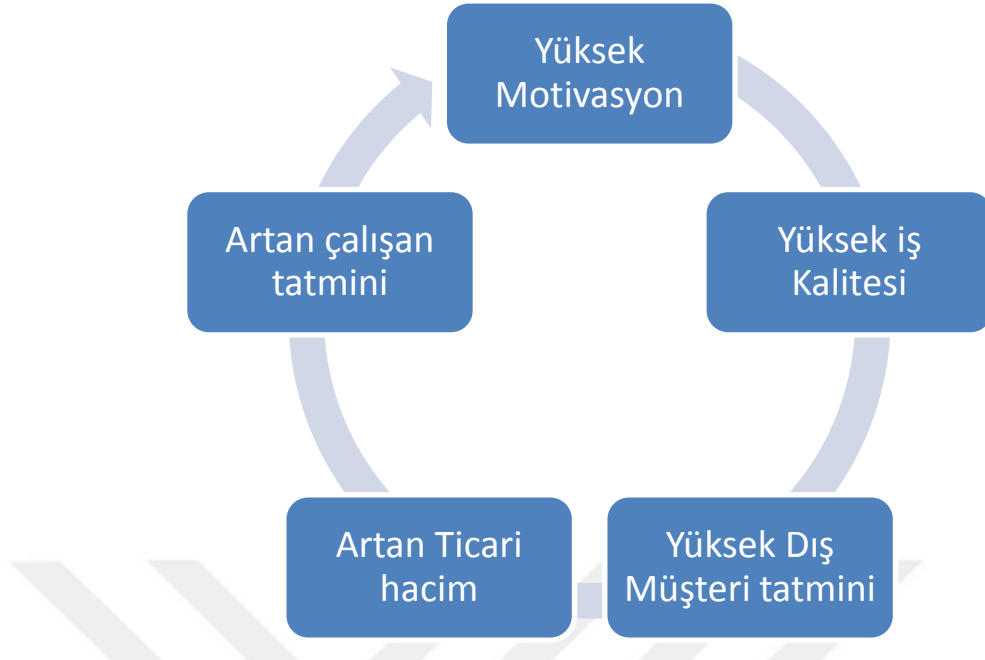 Yüksek
Motivasyon
Yüksek iş
Kalitesi
Yüksek Dış
Müşteri tatmini
Artan Ticari
hacim
Artan çalışan
tatmini